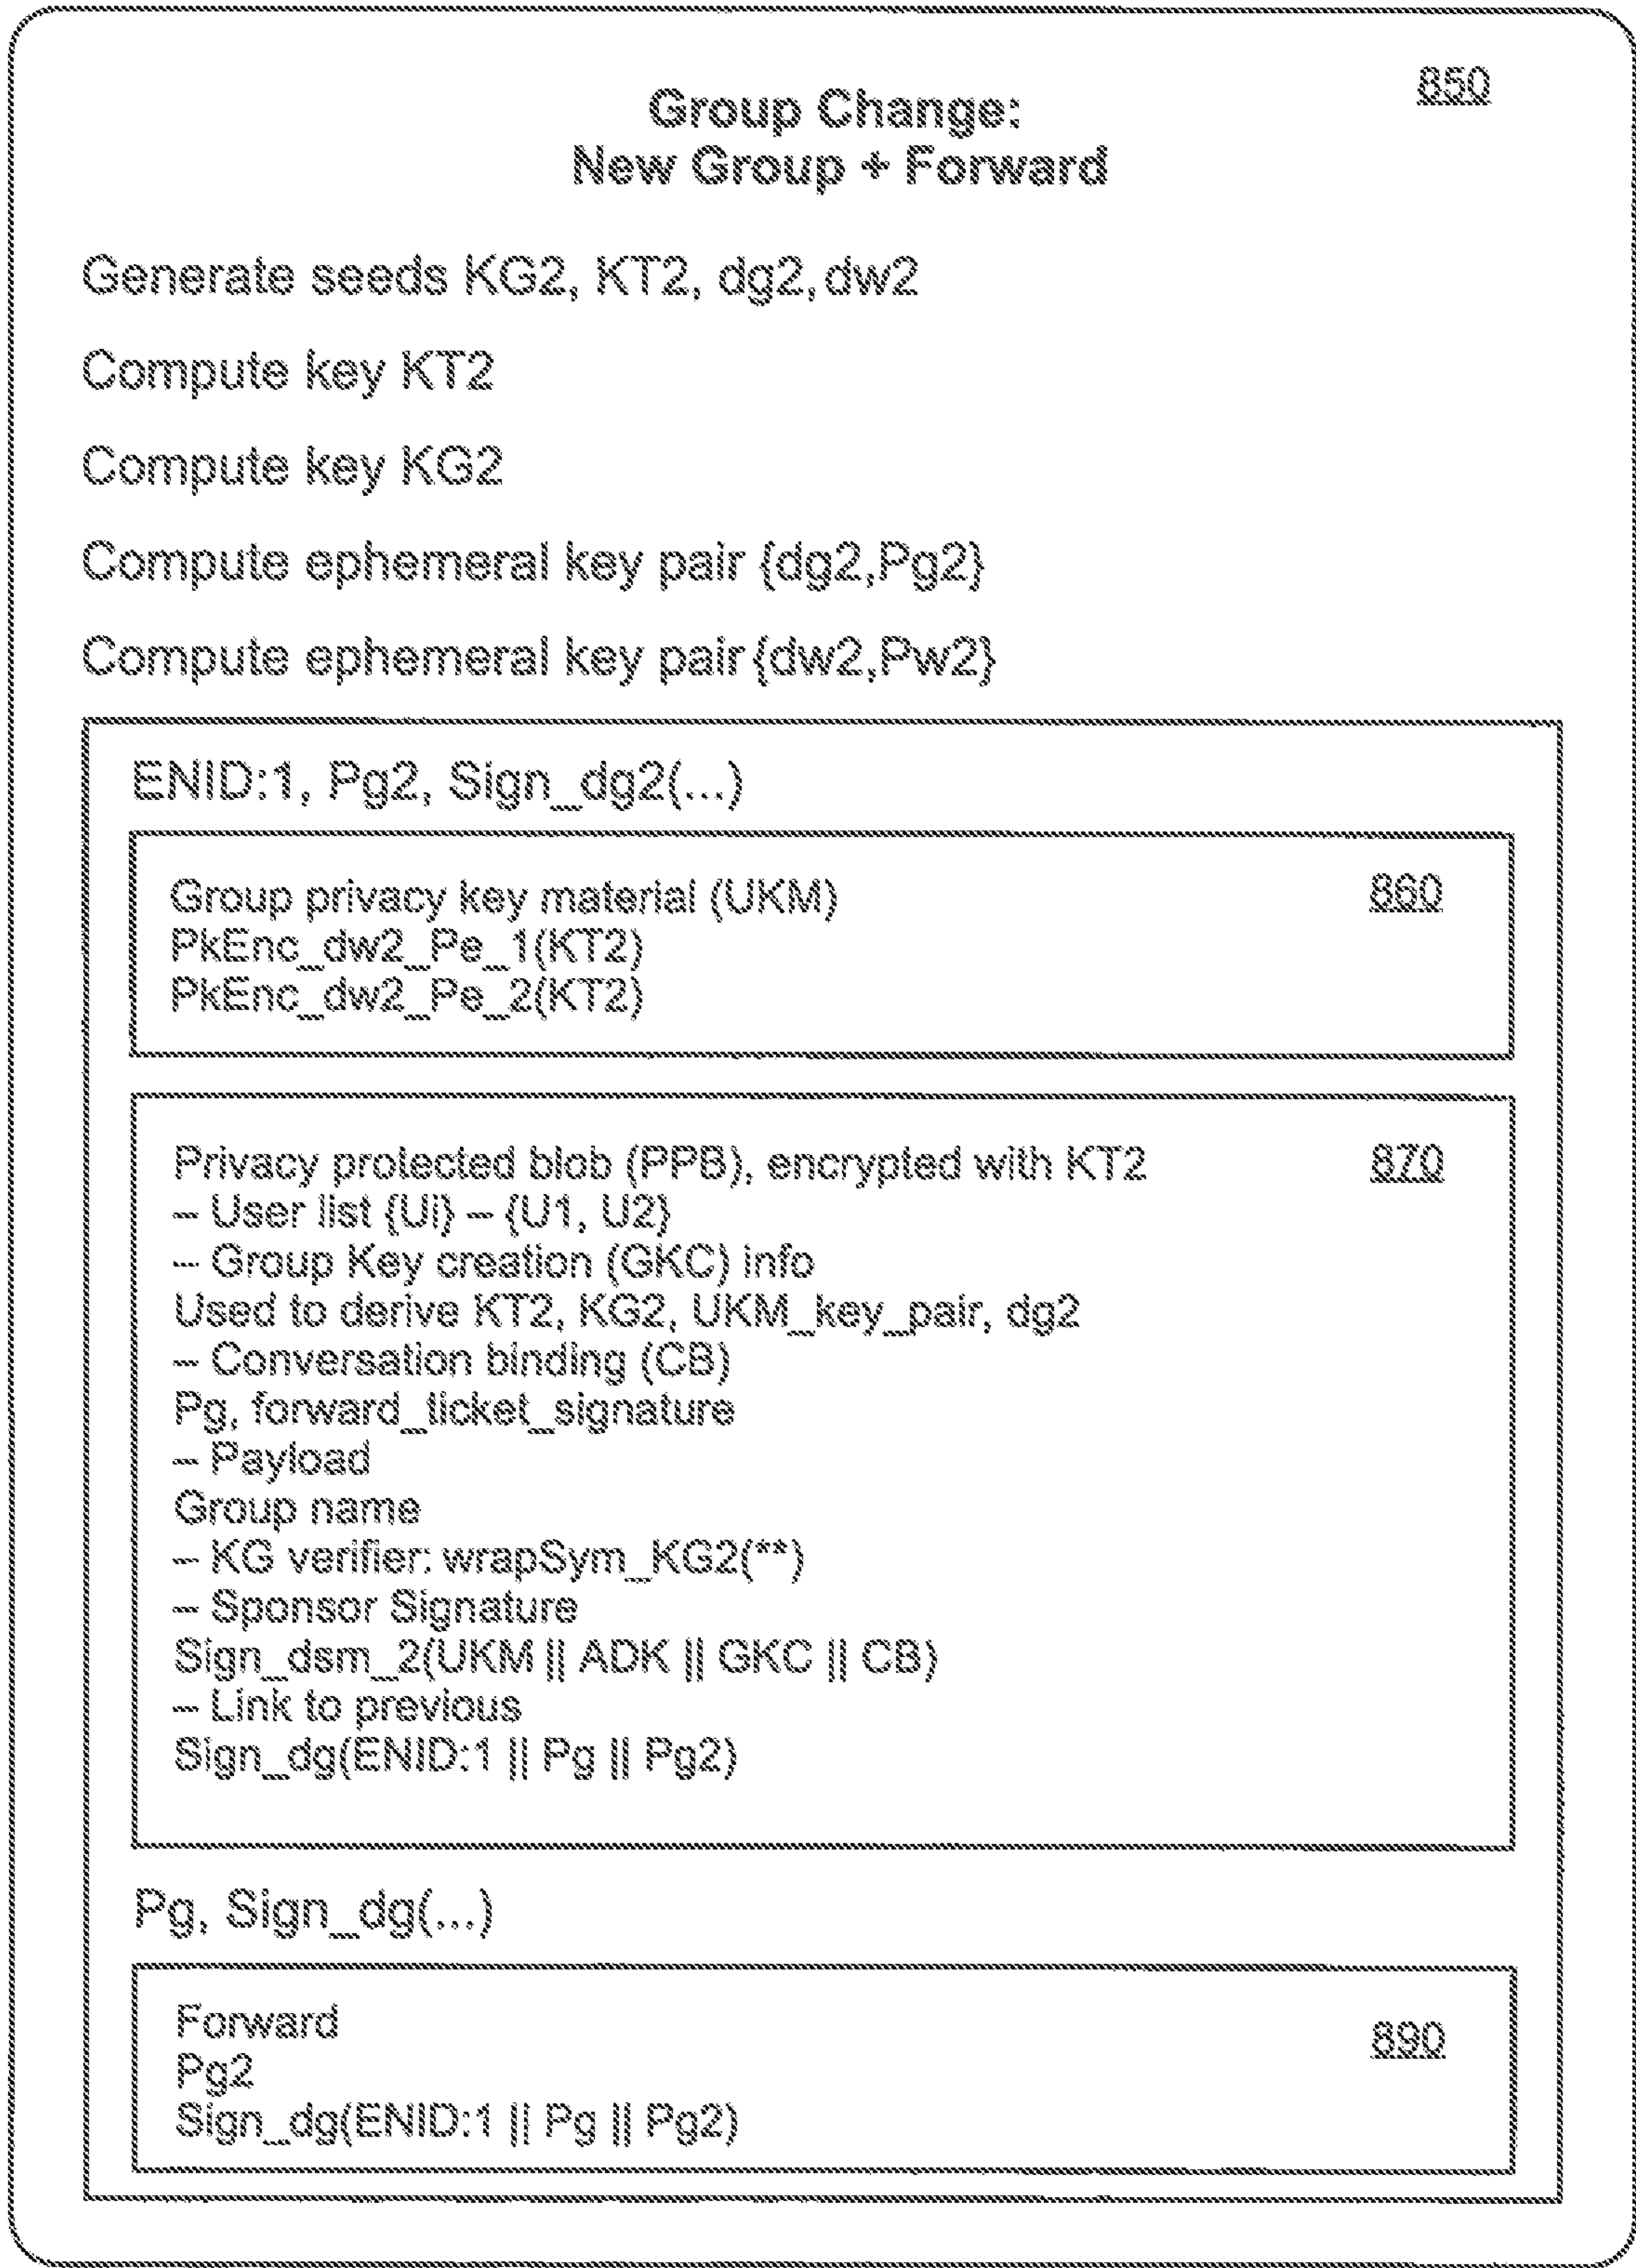 850
Group Change:
New Group + Forward
Generate seeds KG2, KT2, dg2, dw2
Compute key KT2
Compute key KG2
Compute ephemeral key pair {dg2,Pg2}
Compute ephemeral key pair {dw2,Pw2}
ENID:1, Pg2, Sign_dg2(...)
Group privacy key material (UKM) 860
PkEnc_dw2_Pe_1(KT2)
PkEnc_dw2_Pe_2(KT2)
Privacy protected blob (PPB), encrypted with KT2 870
– User list {Ui} – {U1, U2}
– Group Key creation (GKC) info
Used to derive KT2, KG2, UKM_key_pair, dg2
– Conversation binding (CB)
Pg, forward_ticket_signature
– Payload
Group name
– KG verifier: wrapSym_KG2(**)
– Sponsor Signature
Sign_dsm_2(UKM || ADK || GKC || CB)
– Link to previous
Sign_dg(ENID:1 || Pg || Pg2)
Pg, Sign_dg(...)
Forward 890
Pg2
Sign_dg(ENID:1 || Pg || Pg2)